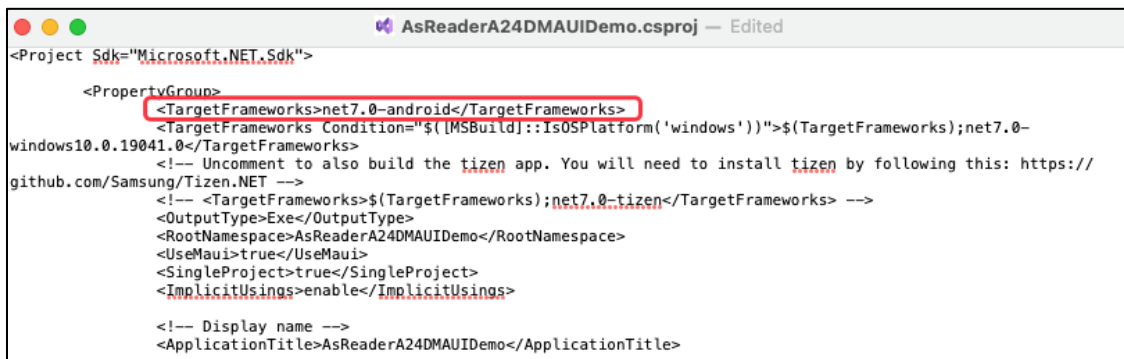 AsReaderA24DMAUIDemo.csproj — Edited
<Project Sdk="Microsoft.NET.Sdk">
<PropertyGroup>
<TargetFrameworks>net7.0-android</TargetFrameworks>
<TargetFrameworks Condition="$([MSBuild]::IsOSPlatform('windows'))">$(TargetFrameworks);net7.0-
windows10.0.19041.0</TargetFrameworks>
<!-- Uncomment to also build the tizen app. You will need to install tizen by following this: https://
github.com/Samsung/Tizen.NET -->
<!-- <TargetFrameworks>$(TargetFrameworks);net7.0-tizen</TargetFrameworks> -->
<OutputType>Exe</OutputType>
<RootNamespace>AsReaderA24DMAUIDemo</RootNamespace>
<UseMaui>true</UseMaui>
<SingleProject>true</SingleProject>
<ImplicitUsings>enable</ImplicitUsings>
<!-- Display name -->
<ApplicationTitle>AsReaderA24DMAUIDemo</ApplicationTitle>